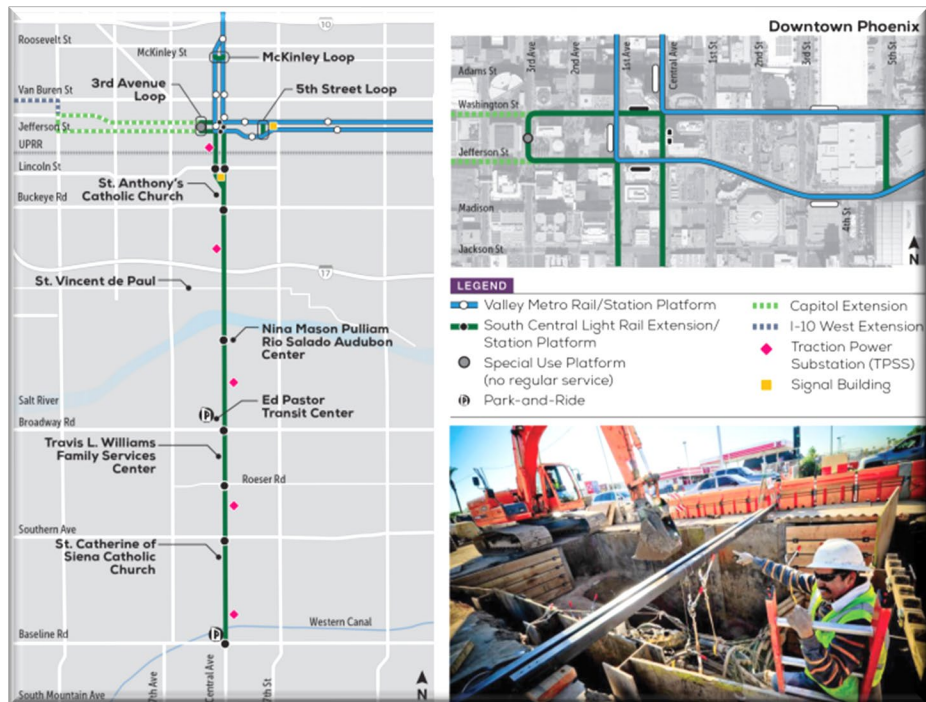 Roosevelt St
10
McKinley St
McKinley Loop
3rd Avenue
Loop
5th Street Loop
Van Buren St
Jefferson St
UPRR
Lincoln St
St. Anthony's
Catholic Church
Buckeye Rd
17
St. Vincent de Paul
Nina Mason Pulliam
Rio Salado Audubon
Center
Salt River
P
Ed Pastor
Transit Center
Broadway Rd
Travis L. Williams
Family Services
Center
Roeser Rd
Southern Ave
St. Catherine of
Siena Catholic
Church
Western Canal
Baseline Rd
P
South Mountain Ave
7th Ave
Central Ave
7th St
N
Downtown Phoenix
3rd Ave
2nd Ave
1st Ave
Central Ave
1st St
2nd St
3rd St
5th St
Adams St
Washington St
Jefferson St
Madison
4th St
Jackson St
N
LEGEND
Valley Metro Rail/Station Platform
South Central Light Rail Extension/
Station Platform
Special Use Platform
(no regular service)
P Park-and-Ride
Capitol Extension
I-10 West Extension
Traction Power
Substation (TPSS)
Signal Building